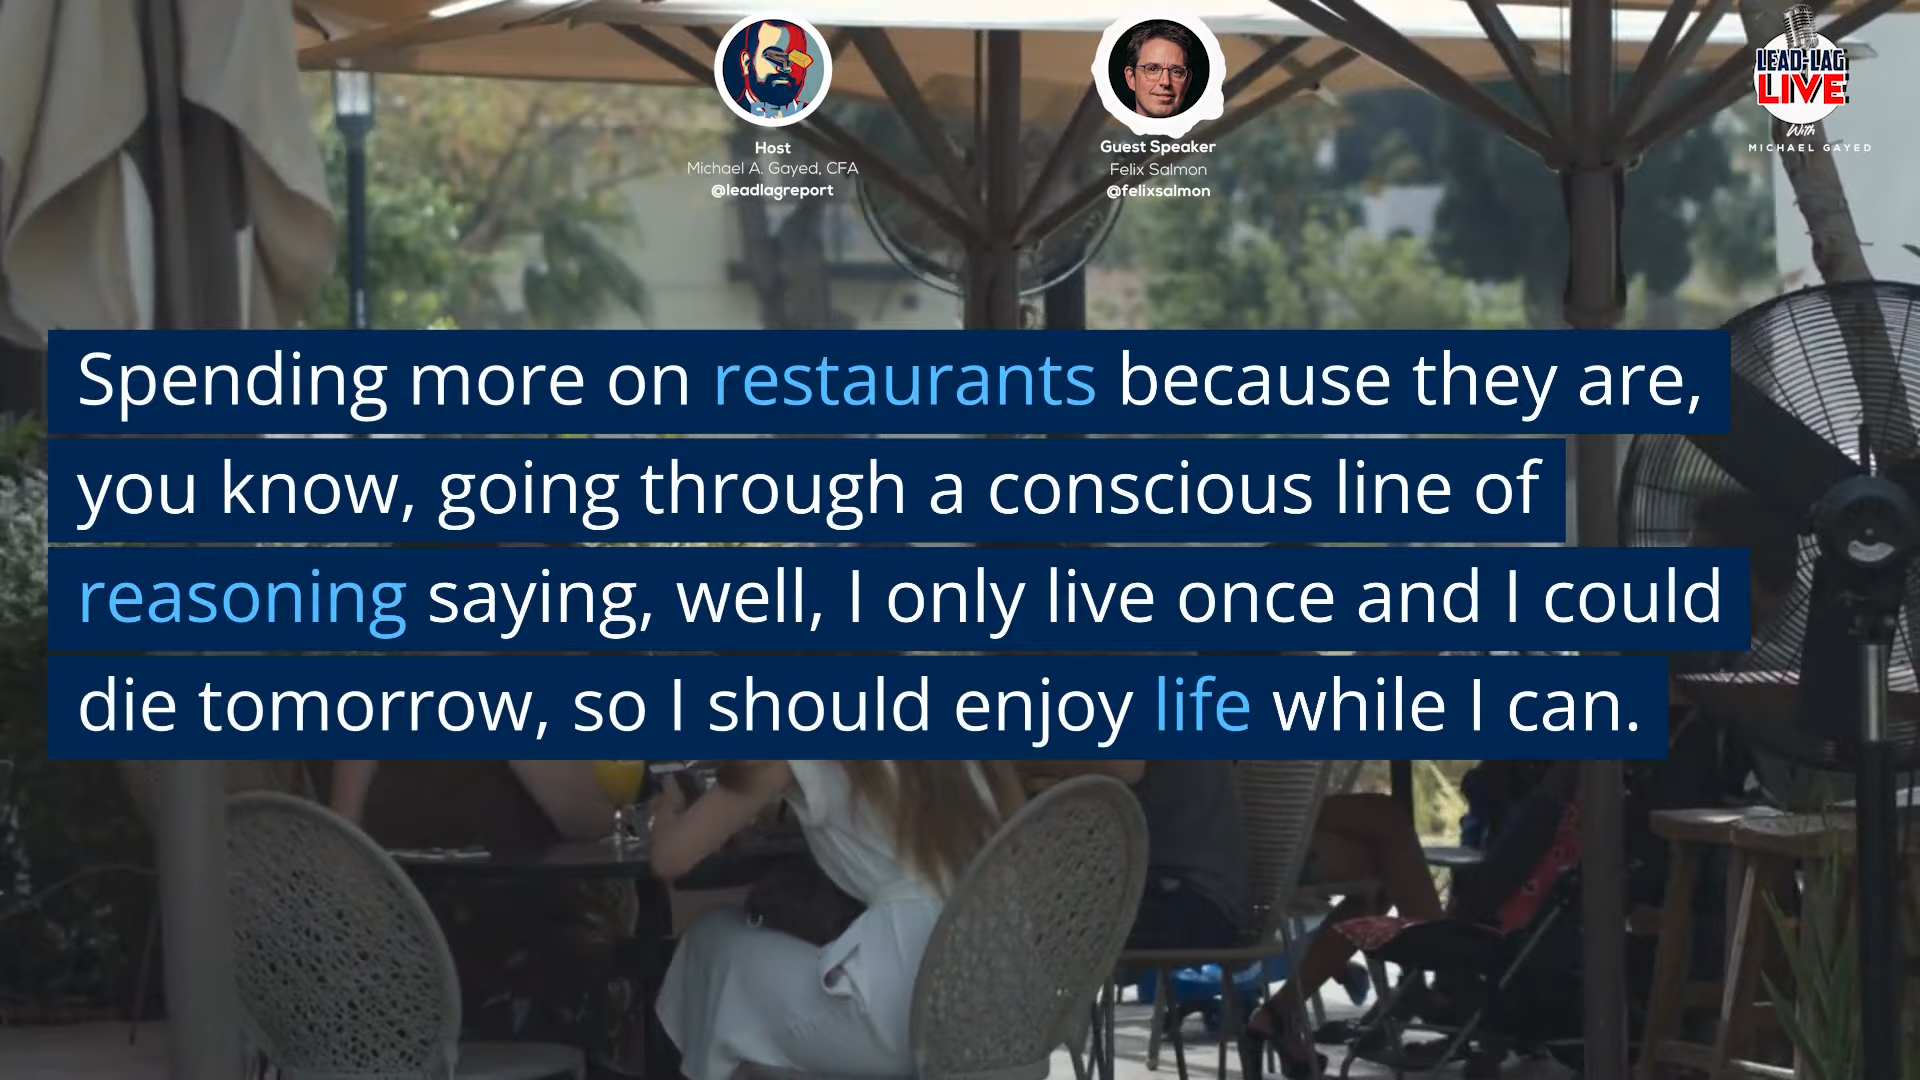 Host
Michael A. Gayed, CFA
@leadlagreport
Guest Speaker
Felix Salmon
@felixsalmon
LEAD-LAG
LIVE
With
MICHAEL GAYED
Spending more on restaurants because they are,
you know, going through a conscious line of
reasoning saying, well, I only live once and I could
die tomorrow, so I should enjoy life while I can.